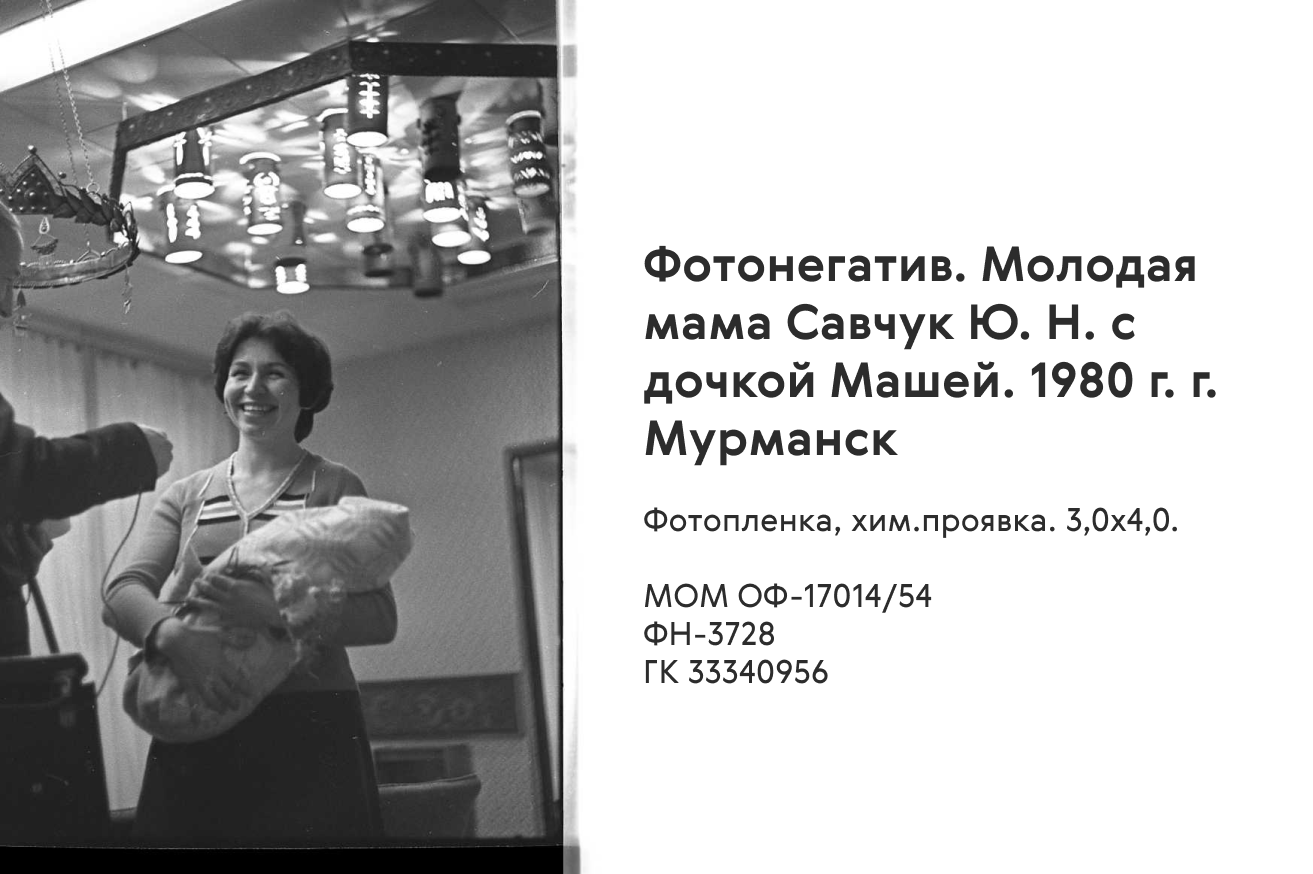 Фотонегатив. Молодая
мама Савчук Ю. Н. с
дочкой Машей. 1980 г. г.
Мурманск
Фотопленка, хим.проявка. 3,0х4,0.
МОМ ОФ-17014/54
ФН-3728
ГК 33340956